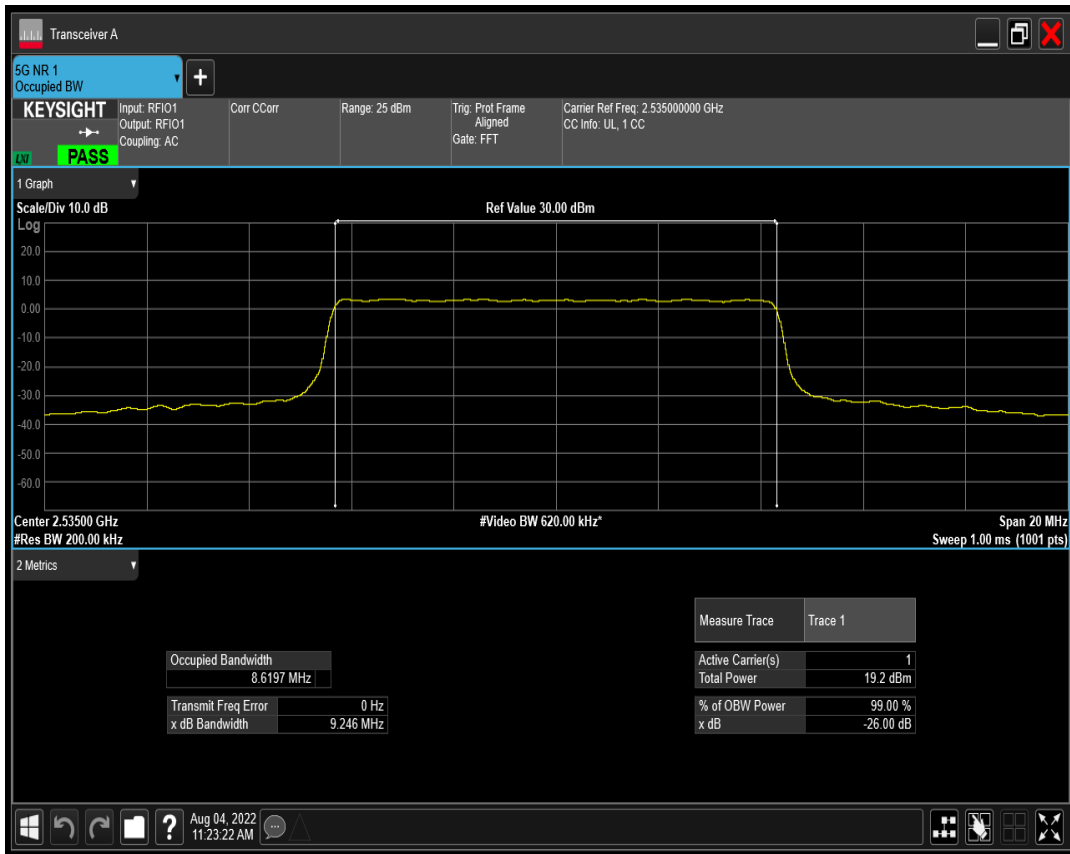 Transceiver A
5G NR 1
Occupied BW
+
KEYSIGHT
LXI
PASS
Input: RFIO1
Output: RFIO1
Coupling: AC
Corr CCorr
Range: 25 dBm
Trig: Prot Frame
Aligned
Gate: FFT
Carrier Ref Freq: 2.535000000 GHz
CC Info: UL, 1 CC
1 Graph
Scale/Div 10.0 dB
Ref Value 30.00 dBm
Log
20.0
10.0
0.00
-10.0
-20.0
-30.0
-40.0
-50.0
-60.0
Center 2.53500 GHz
#Video BW 620.00 kHz*
Span 20 MHz
#Res BW 200.00 kHz
Sweep 1.00 ms (1001 pts)
2 Metrics
Measure Trace Trace 1
Occupied Bandwidth
8.6197 MHz
Active Carrier(s) 1
Total Power 19.2 dBm
Transmit Freq Error 0 Hz
x dB Bandwidth 9.246 MHz
% of OBW Power 99.00 %
x dB -26.00 dB
?
Aug 04, 2022
11:23:22 AM